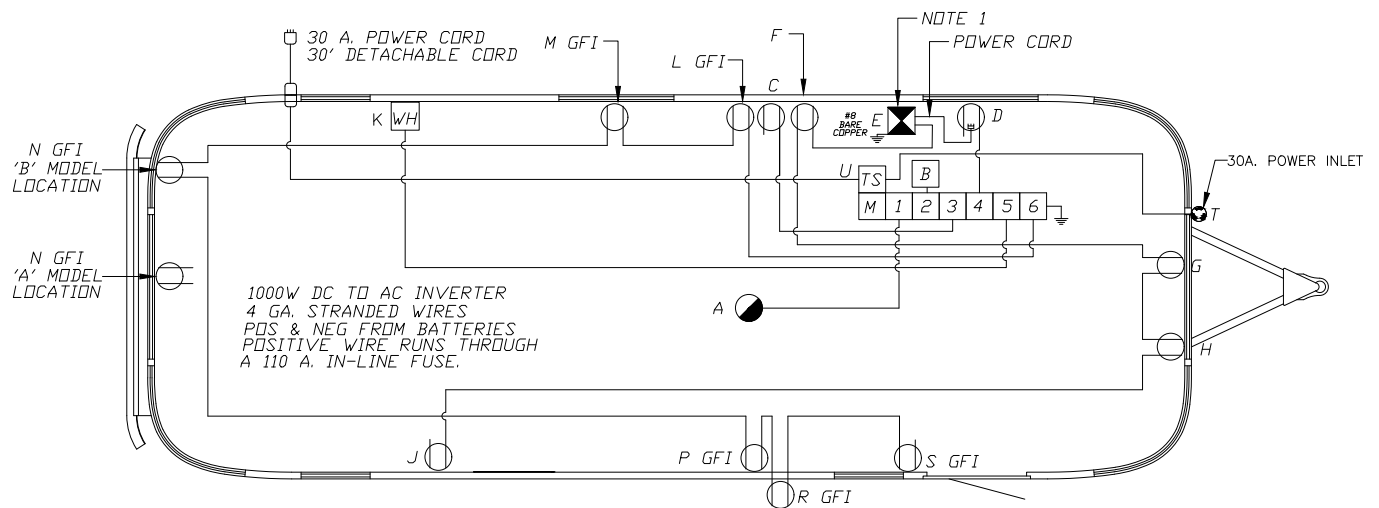 NOTE 1
30 A. POWER CORD
30' DETACHABLE CORD
M GFI
F
POWER CORD
L GFI
C
K
WH
#8
BARE
COPPER
E
D
N GFI
'B' MODEL
LOCATION
U
TS
B
30A. POWER INLET
M 1 2 3 4 5 6
T
N GFI
'A' MODEL
LOCATION
G
1000W DC TO AC INVERTER
4 GA. STRANDED WIRES
POS & NEG FROM BATTERIES
POSITIVE WIRE RUNS THROUGH
A 110 A. IN-LINE FUSE.
A
H
J
P GFI
S GFI
R GFI